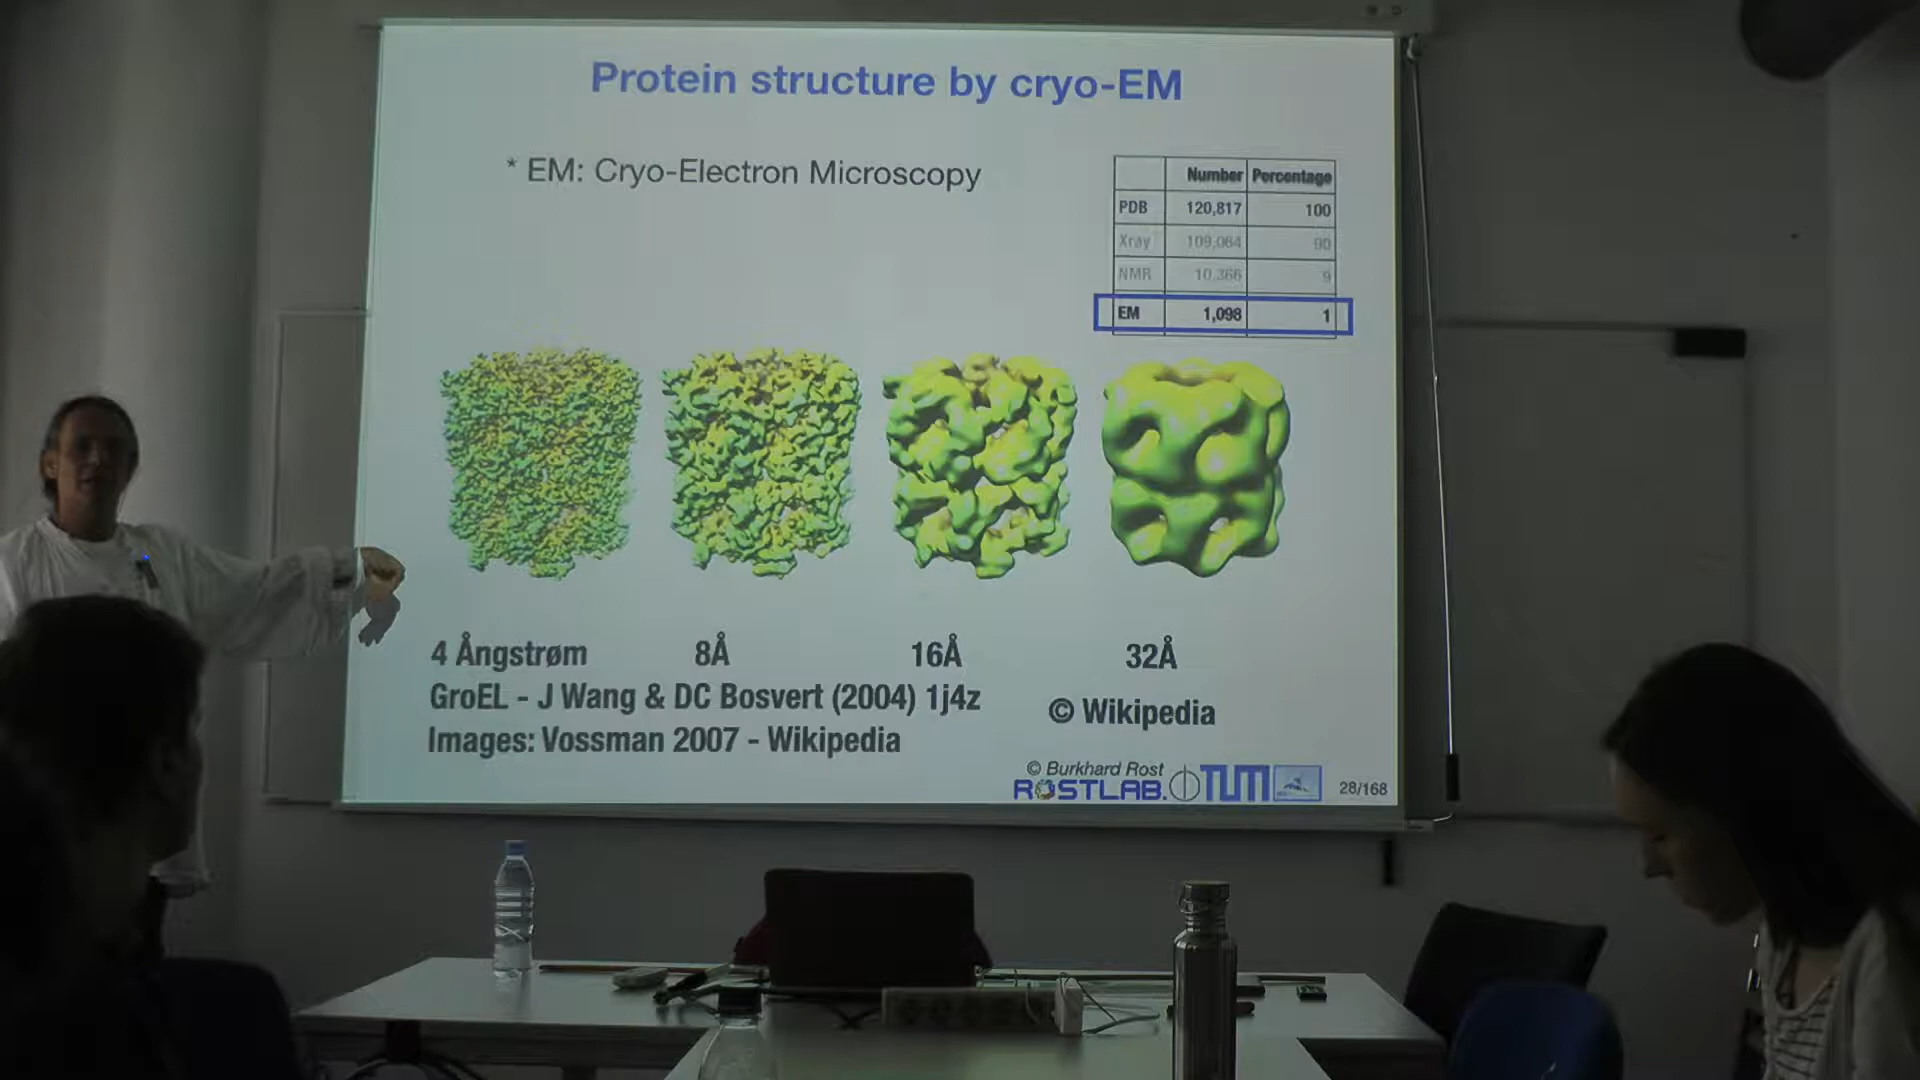 Protein structure by cryo-EM
* EM: Cryo-Electron Microscopy
Number Percentage
PDB 120,817 100
Xray 109,064 90
NMR 10,366 9
EM 1,098 1
4 Ångstrøm 8Å 16Å 32Å
GroEL - J Wang & DC Bosvert (2004) 1j4z
© Wikipedia
Images: Vossman 2007 - Wikipedia
© Burkhard Rost
ROSTLAB. TUM
28/168